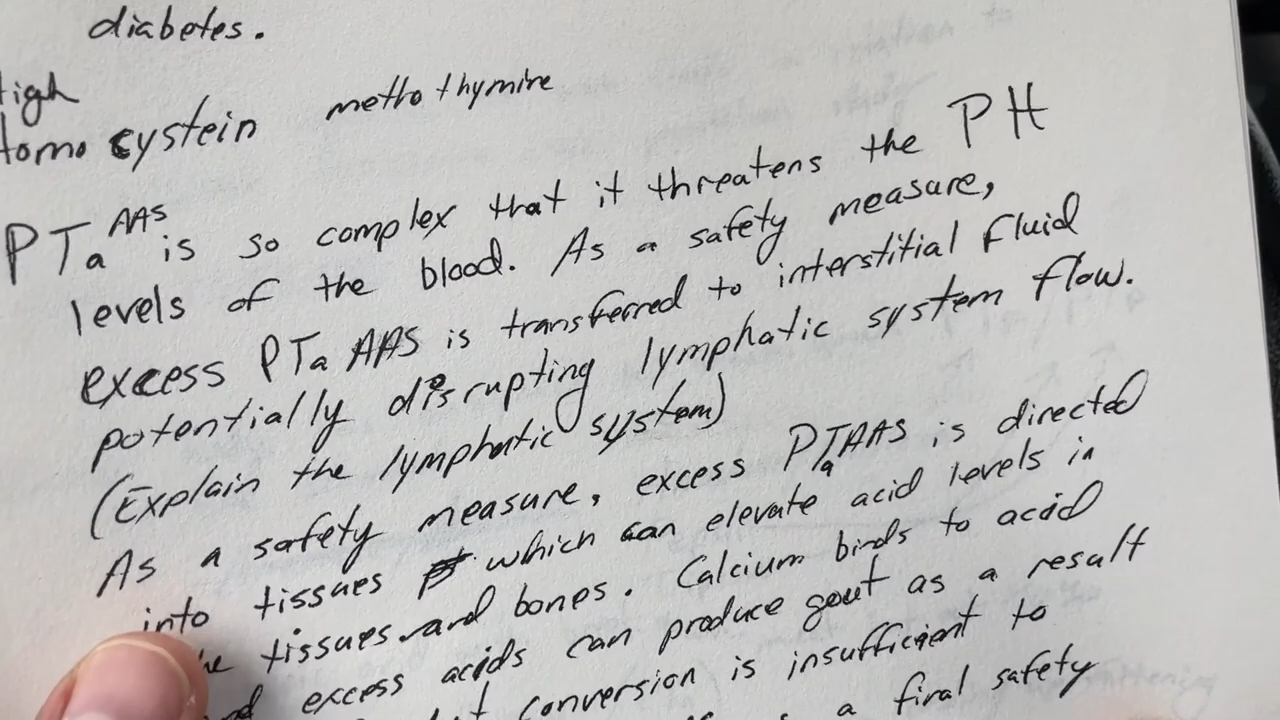 diabetes.
High
Homo cystein metho thymine
PTa AAS is so complex that it threatens the PH
levels of the blood. As a safety measure,
excess PTa AAS is transferred to interstitial fluid
potentially disrupting lymphatic system flow.
(Explain the lymphatic system)
As a safety measure, excess PTaAAS is directed
into tissues which can elevate acid levels in
tissues and bones. Calcium binds to acid
excess acids can produce gout as a result
conversion is insufficient to
a final safety